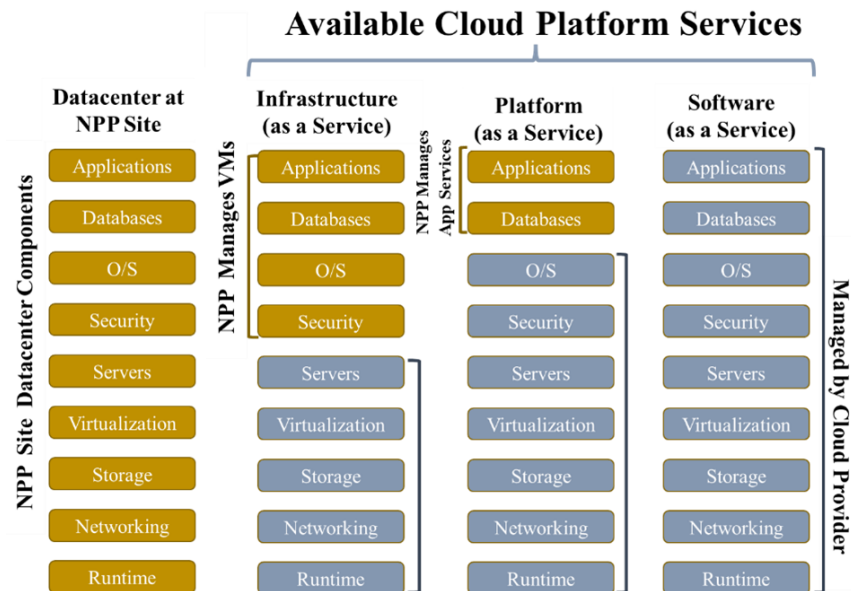 Available Cloud Platform Services
Datacenter at
NPP Site
Infrastructure
(as a Service)
Platform
(as a Service)
Software
(as a Service)
NPP Site Datacenter Components
Applications
Databases
O/S
Security
Servers
Virtualization
Storage
Networking
Runtime
NPP Manages VMs
Applications
Databases
O/S
Security
Servers
Virtualization
Storage
Networking
Runtime
NPP Manages
App Services
Applications
Databases
O/S
Security
Servers
Virtualization
Storage
Networking
Runtime
Applications
Databases
O/S
Security
Servers
Virtualization
Storage
Networking
Runtime
Managed by Cloud Provider